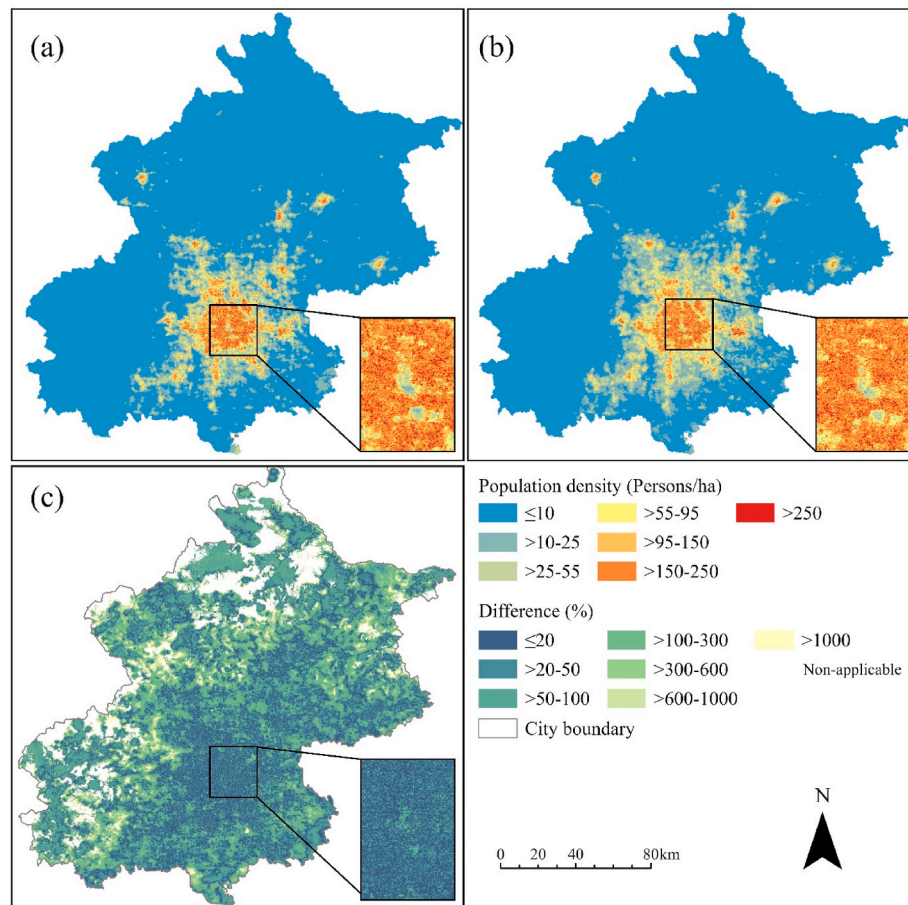 (a)
(b)
(c)
Population density (Persons/ha)
≤10 >55-95 >250
>10-25 >95-150
>25-55 >150-250
Difference (%)
≤20 >100-300 >1000
>20-50 >300-600 Non-applicable
>50-100 >600-1000
City boundary
N
0 20 40 80km